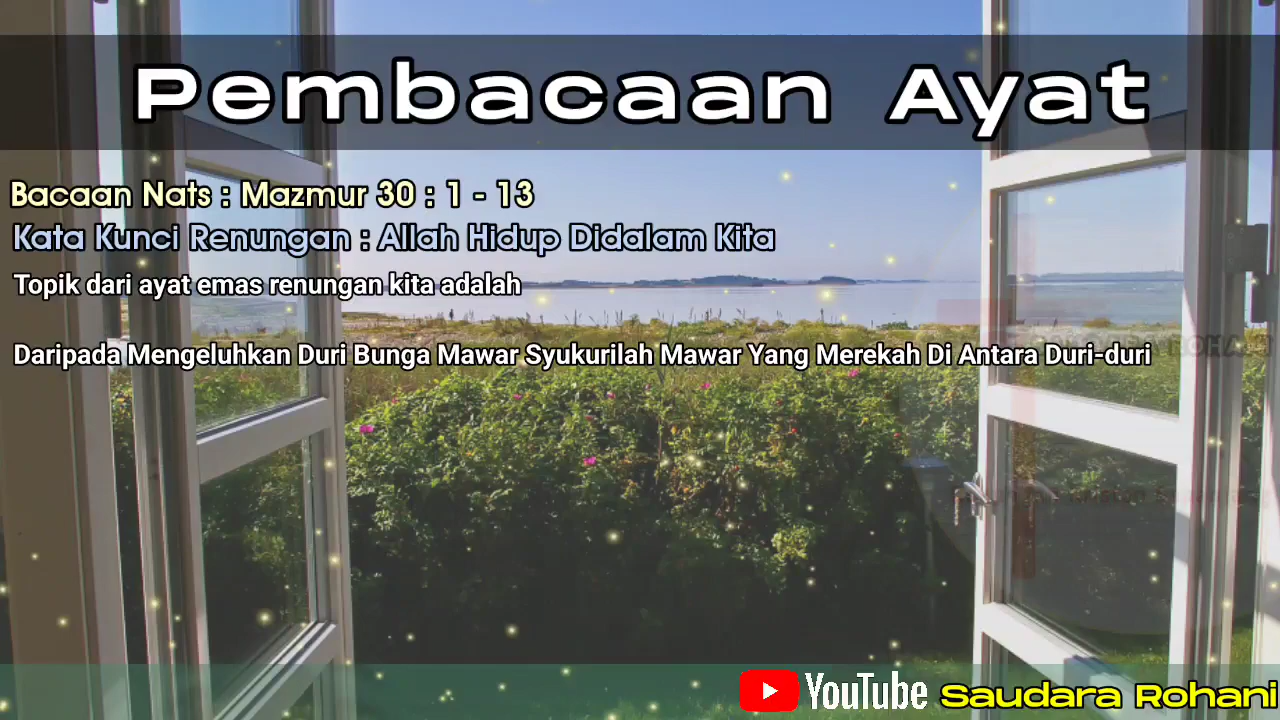 Pembacaan Ayat
Bacaan Nats : Mazmur 30 : 1 - 13
Kata Kunci Renungan : Allah Hidup Didalam Kita
Topik dari ayat emas renungan kita adalah
Daripada Mengeluhkan Duri Bunga Mawar Syukurilah Mawar Yang Merekah Di Antara Duri-duri
YouTube Saudara Rohani